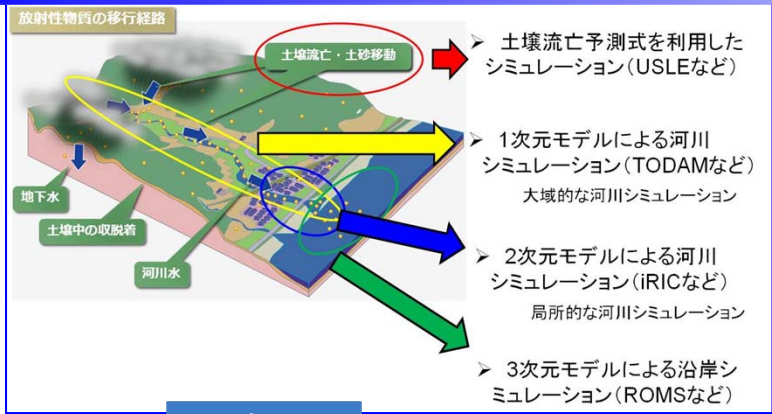 放射性物質の移行経路
土壌流亡・土砂移動
地下水
土壌中の収脱着
河川水
➢ 土壌流亡予測式を利用した
シミュレーション(USLEなど)
➢ 1次元モデルによる河川
シミュレーション(TODAMなど)
大域的な河川シミュレーション
➢ 2次元モデルによる河川
シミュレーション(iRICなど)
局所的な河川シミュレーション
➢ 3次元モデルによる沿岸シ
ミュレーション(ROMSなど)